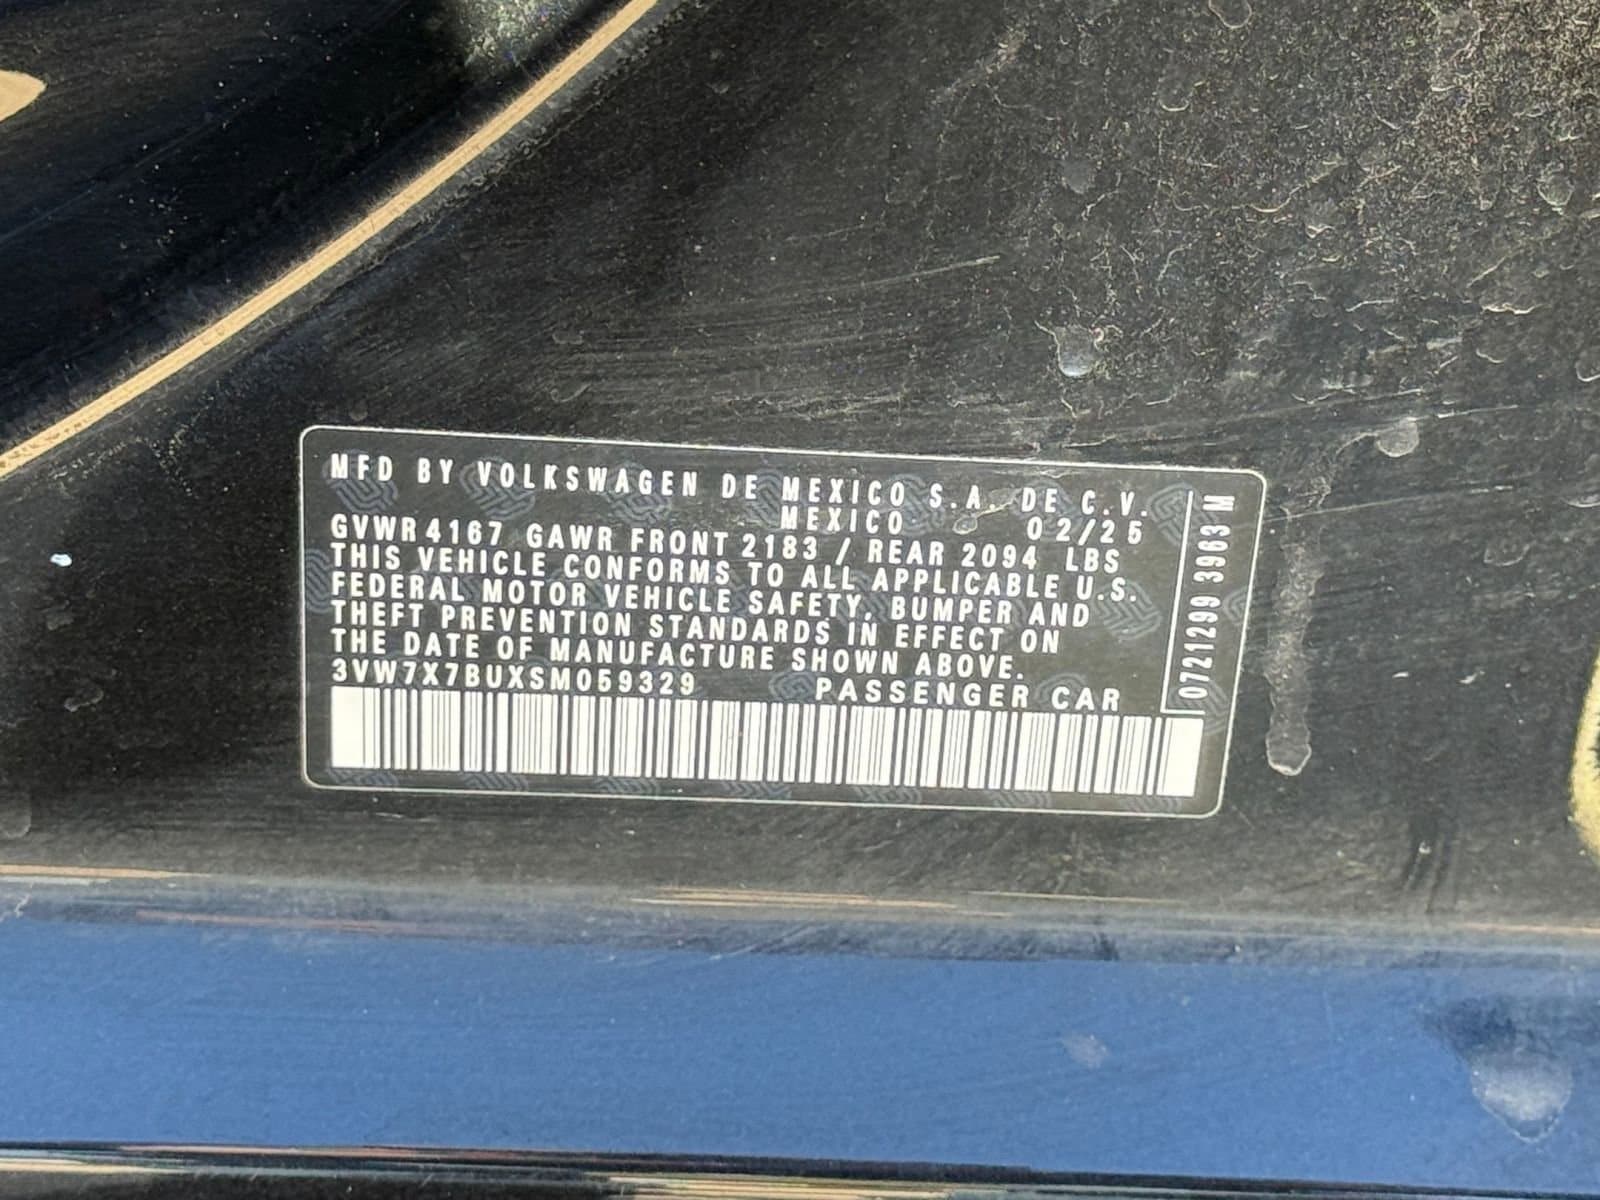 MFD BY VOLKSWAGEN DE MEXICO S.A. DE C.V.
MEXICO 02/25
GVWR 4167 GAWR FRONT 2183 / REAR 2094 LBS
THIS VEHICLE CONFORMS TO ALL APPLICABLE U.S.
FEDERAL MOTOR VEHICLE SAFETY, BUMPER AND
THEFT PREVENTION STANDARDS IN EFFECT ON
THE DATE OF MANUFACTURE SHOWN ABOVE.
3VW7X7BUXSM059329 PASSENGER CAR
0721299 3963 M